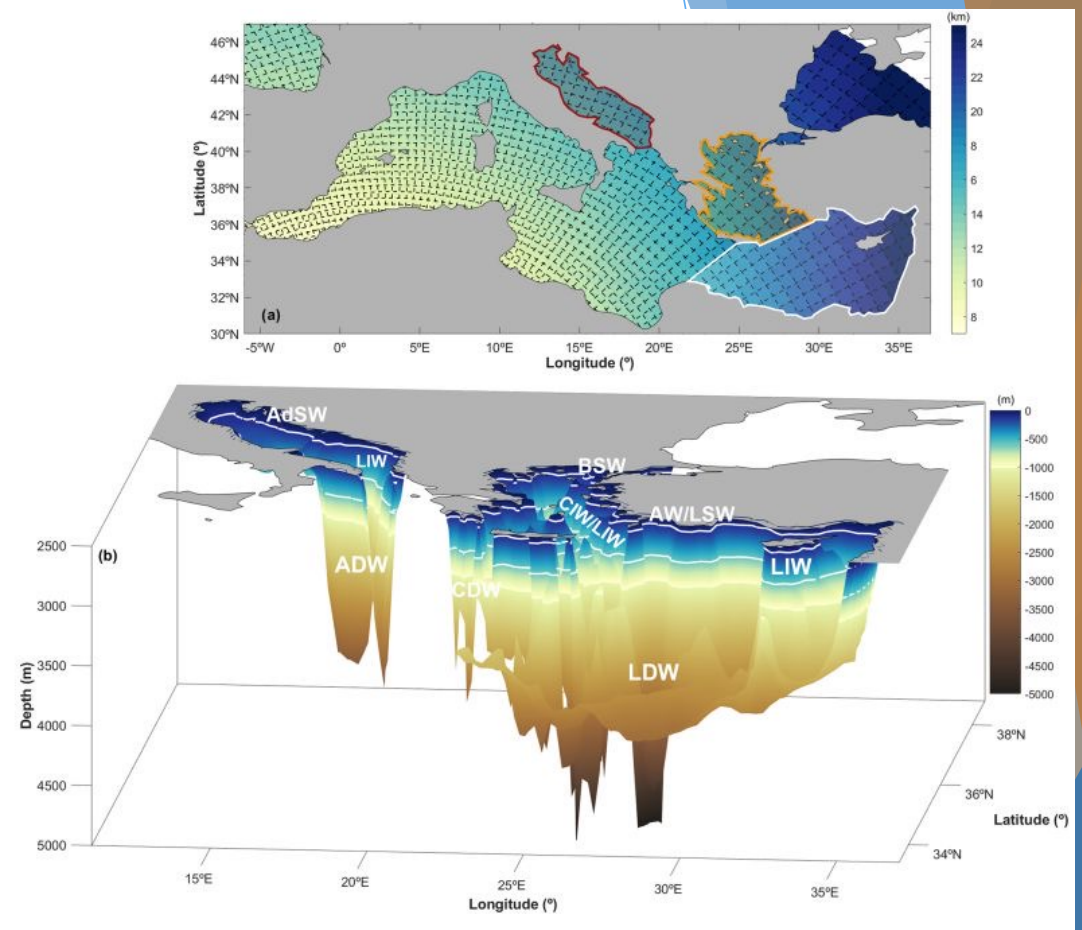 (km)
46ºN
44ºN
42ºN
40ºN
38ºN
36ºN
34ºN
32ºN
30ºN
Latitude (º)
(a)
24
22
20
8
6
14
12
10
8
-5ºW
0º
5ºE
10ºE
15ºE
20ºE
25ºE
30ºE
35ºE
Longitude (º)
(m)
0
-500
-1000
-1500
-2000
-2500
-3000
-3500
-4000
-4500
-5000
AdSW
LIW
BSW
CIW/LIW
AW/LSW
LIW
ADW
CDW
LDW
(b)
2500
3000
3500
4000
4500
5000
Depth (m)
38ºN
36ºN
34ºN
Latitude (º)
15ºE
20ºE
25ºE
30ºE
35ºE
Longitude (º)